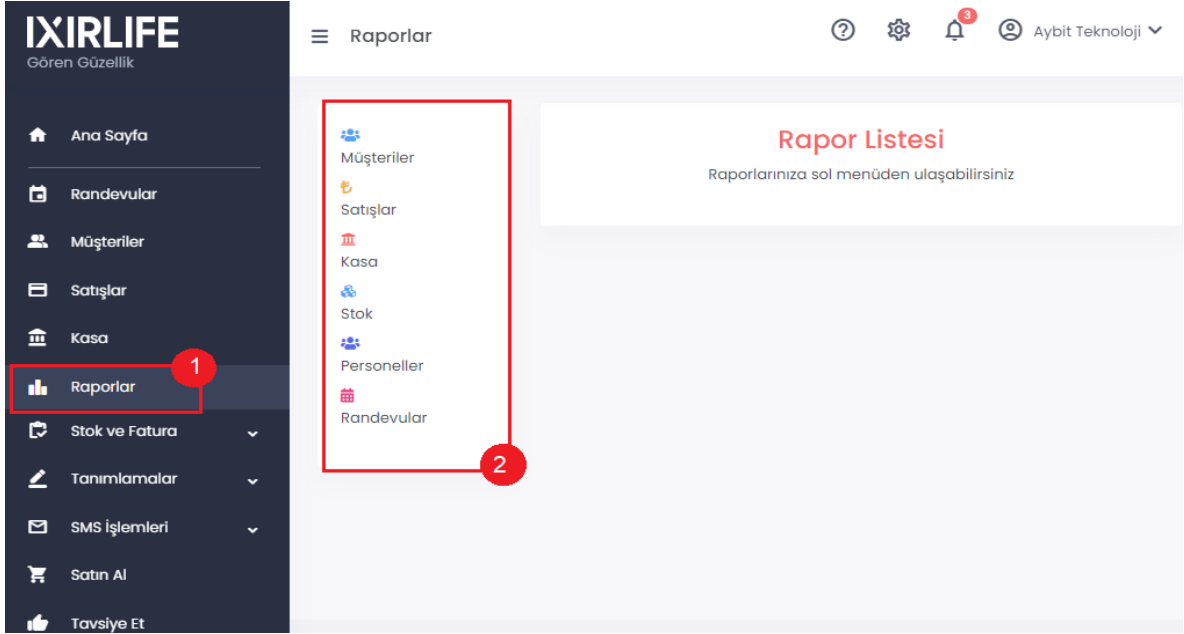 IXIRLIFE
Gören Güzellik
Raporlar
3
Aybit Teknoloji
Ana Sayfa
Randevular
Müşteriler
Satışlar
Kasa
1
Raporlar
Stok ve Fatura
Tanımlamalar
SMS İşlemleri
Satın Al
Tavsiye Et
Müşteriler
Satışlar
Kasa
Stok
Personeller
Randevular
2
Rapor Listesi
Raporlarınıza sol menüden ulaşabilirsiniz